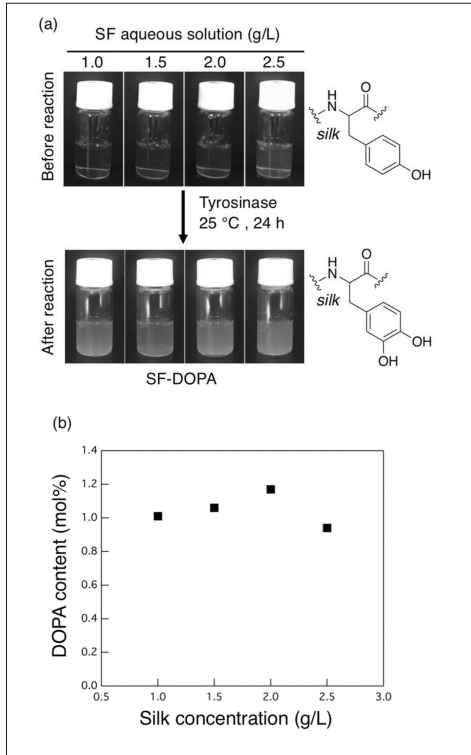 (a)
SF aqueous solution (g/L)
1.0 1.5 2.0 2.5
Before reaction
H
N
O
silk
OH
Tyrosinase
25 °C , 24 h
After reaction
H
N
O
silk
OH
OH
SF-DOPA
(b)
DOPA content (mol%)
1.4
1.2
1.0
0.8
0.6
0.4
0.2
0.0
0.5 1.0 1.5 2.0 2.5 3.0
Silk concentration (g/L)